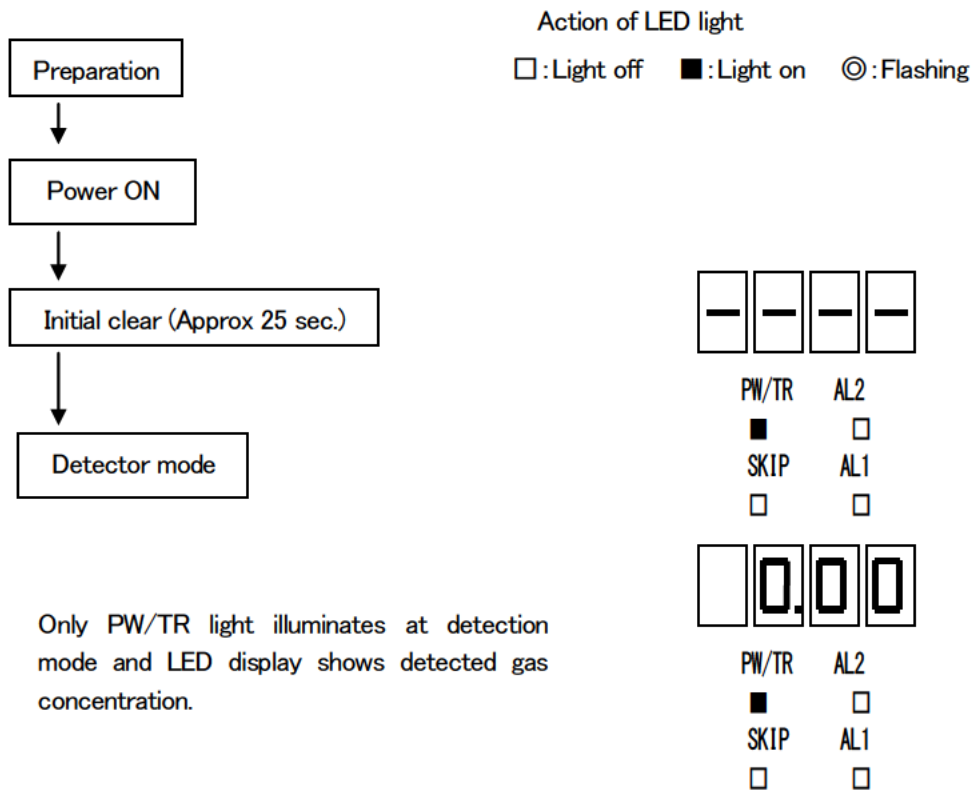 Action of LED light
□:Light off ■:Light on ◎:Flashing
Preparation
Power ON
Initial clear (Approx 25 sec.)
Detector mode
----
PW/TR AL2
■ □
SKIP AL1
□ □
0.00
PW/TR AL2
■ □
SKIP AL1
□ □
Only PW/TR light illuminates at detection
mode and LED display shows detected gas
concentration.